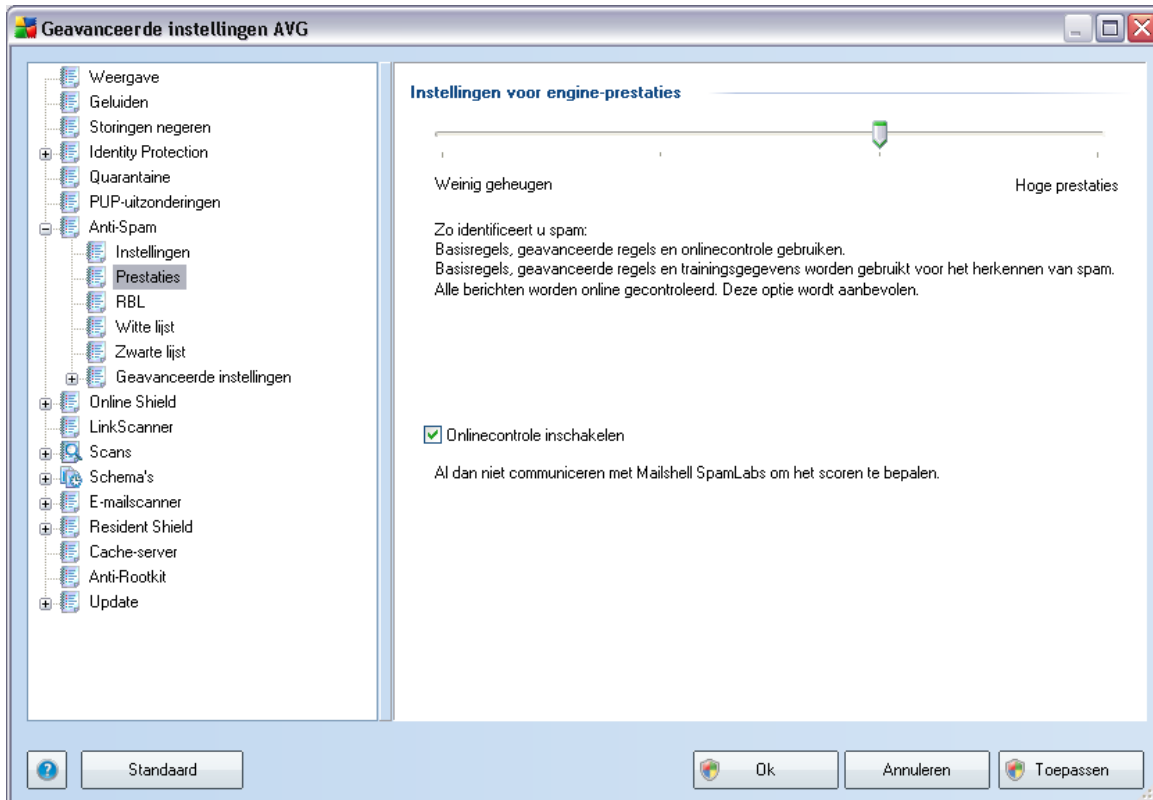 Geavanceerde instellingen AVG
Weergave
Geluiden
Storingen negeren
Identity Protection
Quarantaine
PUP-uitzonderingen
Anti-Spam
Instellingen
Prestaties
RBL
Witte lijst
Zwarte lijst
Geavanceerde instellingen
Online Shield
LinkScanner
Scans
Schema's
E-mailscanner
Resident Shield
Cache-server
Anti-Rootkit
Update
Instellingen voor engine-prestaties
Weinig geheugen
Hoge prestaties
Zo identificeert u spam:
Basisregels, geavanceerde regels en onlinecontrole gebruiken.
Basisregels, geavanceerde regels en trainingsgegevens worden gebruikt voor het herkennen van spam.
Alle berichten worden online gecontroleerd. Deze optie wordt aanbevolen.
Onlinecontrole inschakelen
Al dan niet communiceren met Mailshell SpamLabs om het scoren te bepalen.
Standaard
Ok
Annuleren
Toepassen